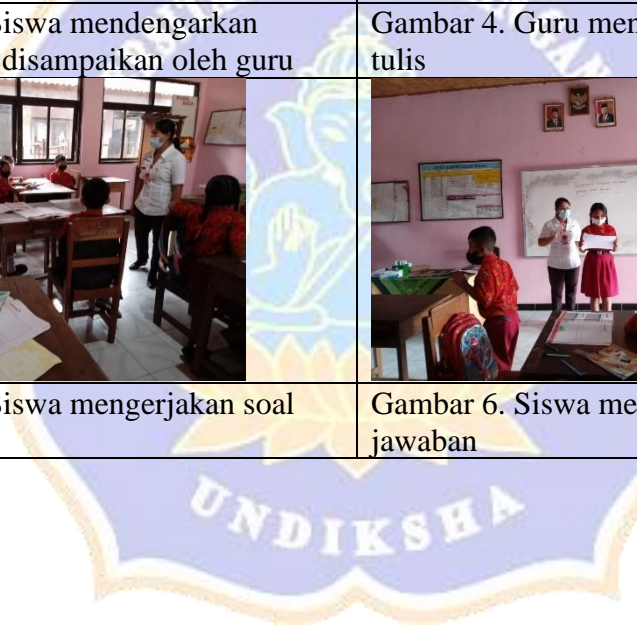 Siswa mendengarkan
disampaikan oleh guru
Gambar 4. Guru men
tulis
Siswa mengerjakan soal
Gambar 6. Siswa me
jawaban
UNDIKSHA